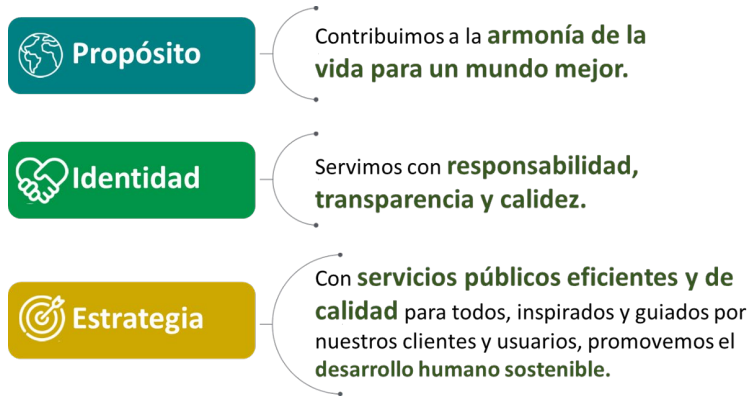 Propósito
Contribuimos a la armonía de la
vida para un mundo mejor.
Identidad
Servimos con responsabilidad,
transparencia y calidez.
Estrategia
Con servicios públicos eficientes y de
calidad para todos, inspirados y guiados por
nuestros clientes y usuarios, promovemos el
desarrollo humano sostenible.